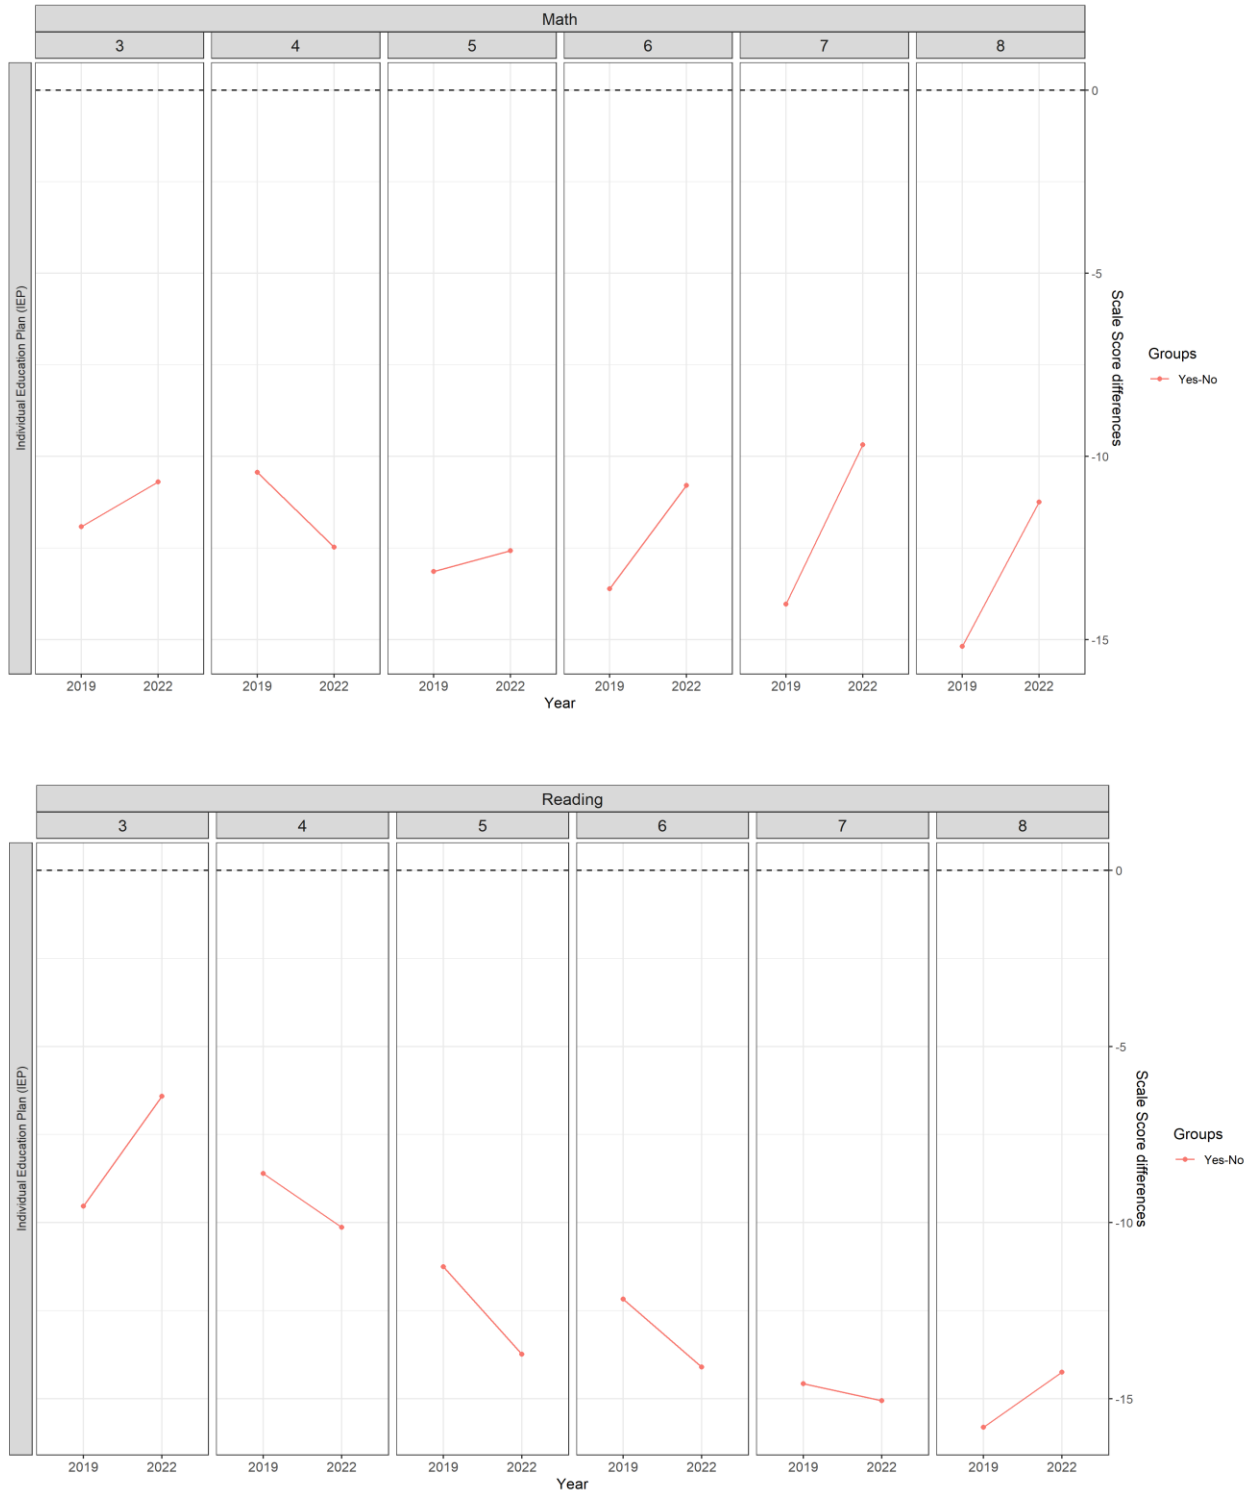 Math
3 4 5 6 7 8
Individual Education Plan (IEP)
0
-5
-10
-15
Scale Score differences
Groups
Yes-No
2019 2022 2019 2022 2019 2022 2019 2022 2019 2022 2019 2022
Year
Reading
3 4 5 6 7 8
Individual Education Plan (IEP)
0
-5
-10
-15
Scale Score differences
Groups
Yes-No
2019 2022 2019 2022 2019 2022 2019 2022 2019 2022 2019 2022
Year